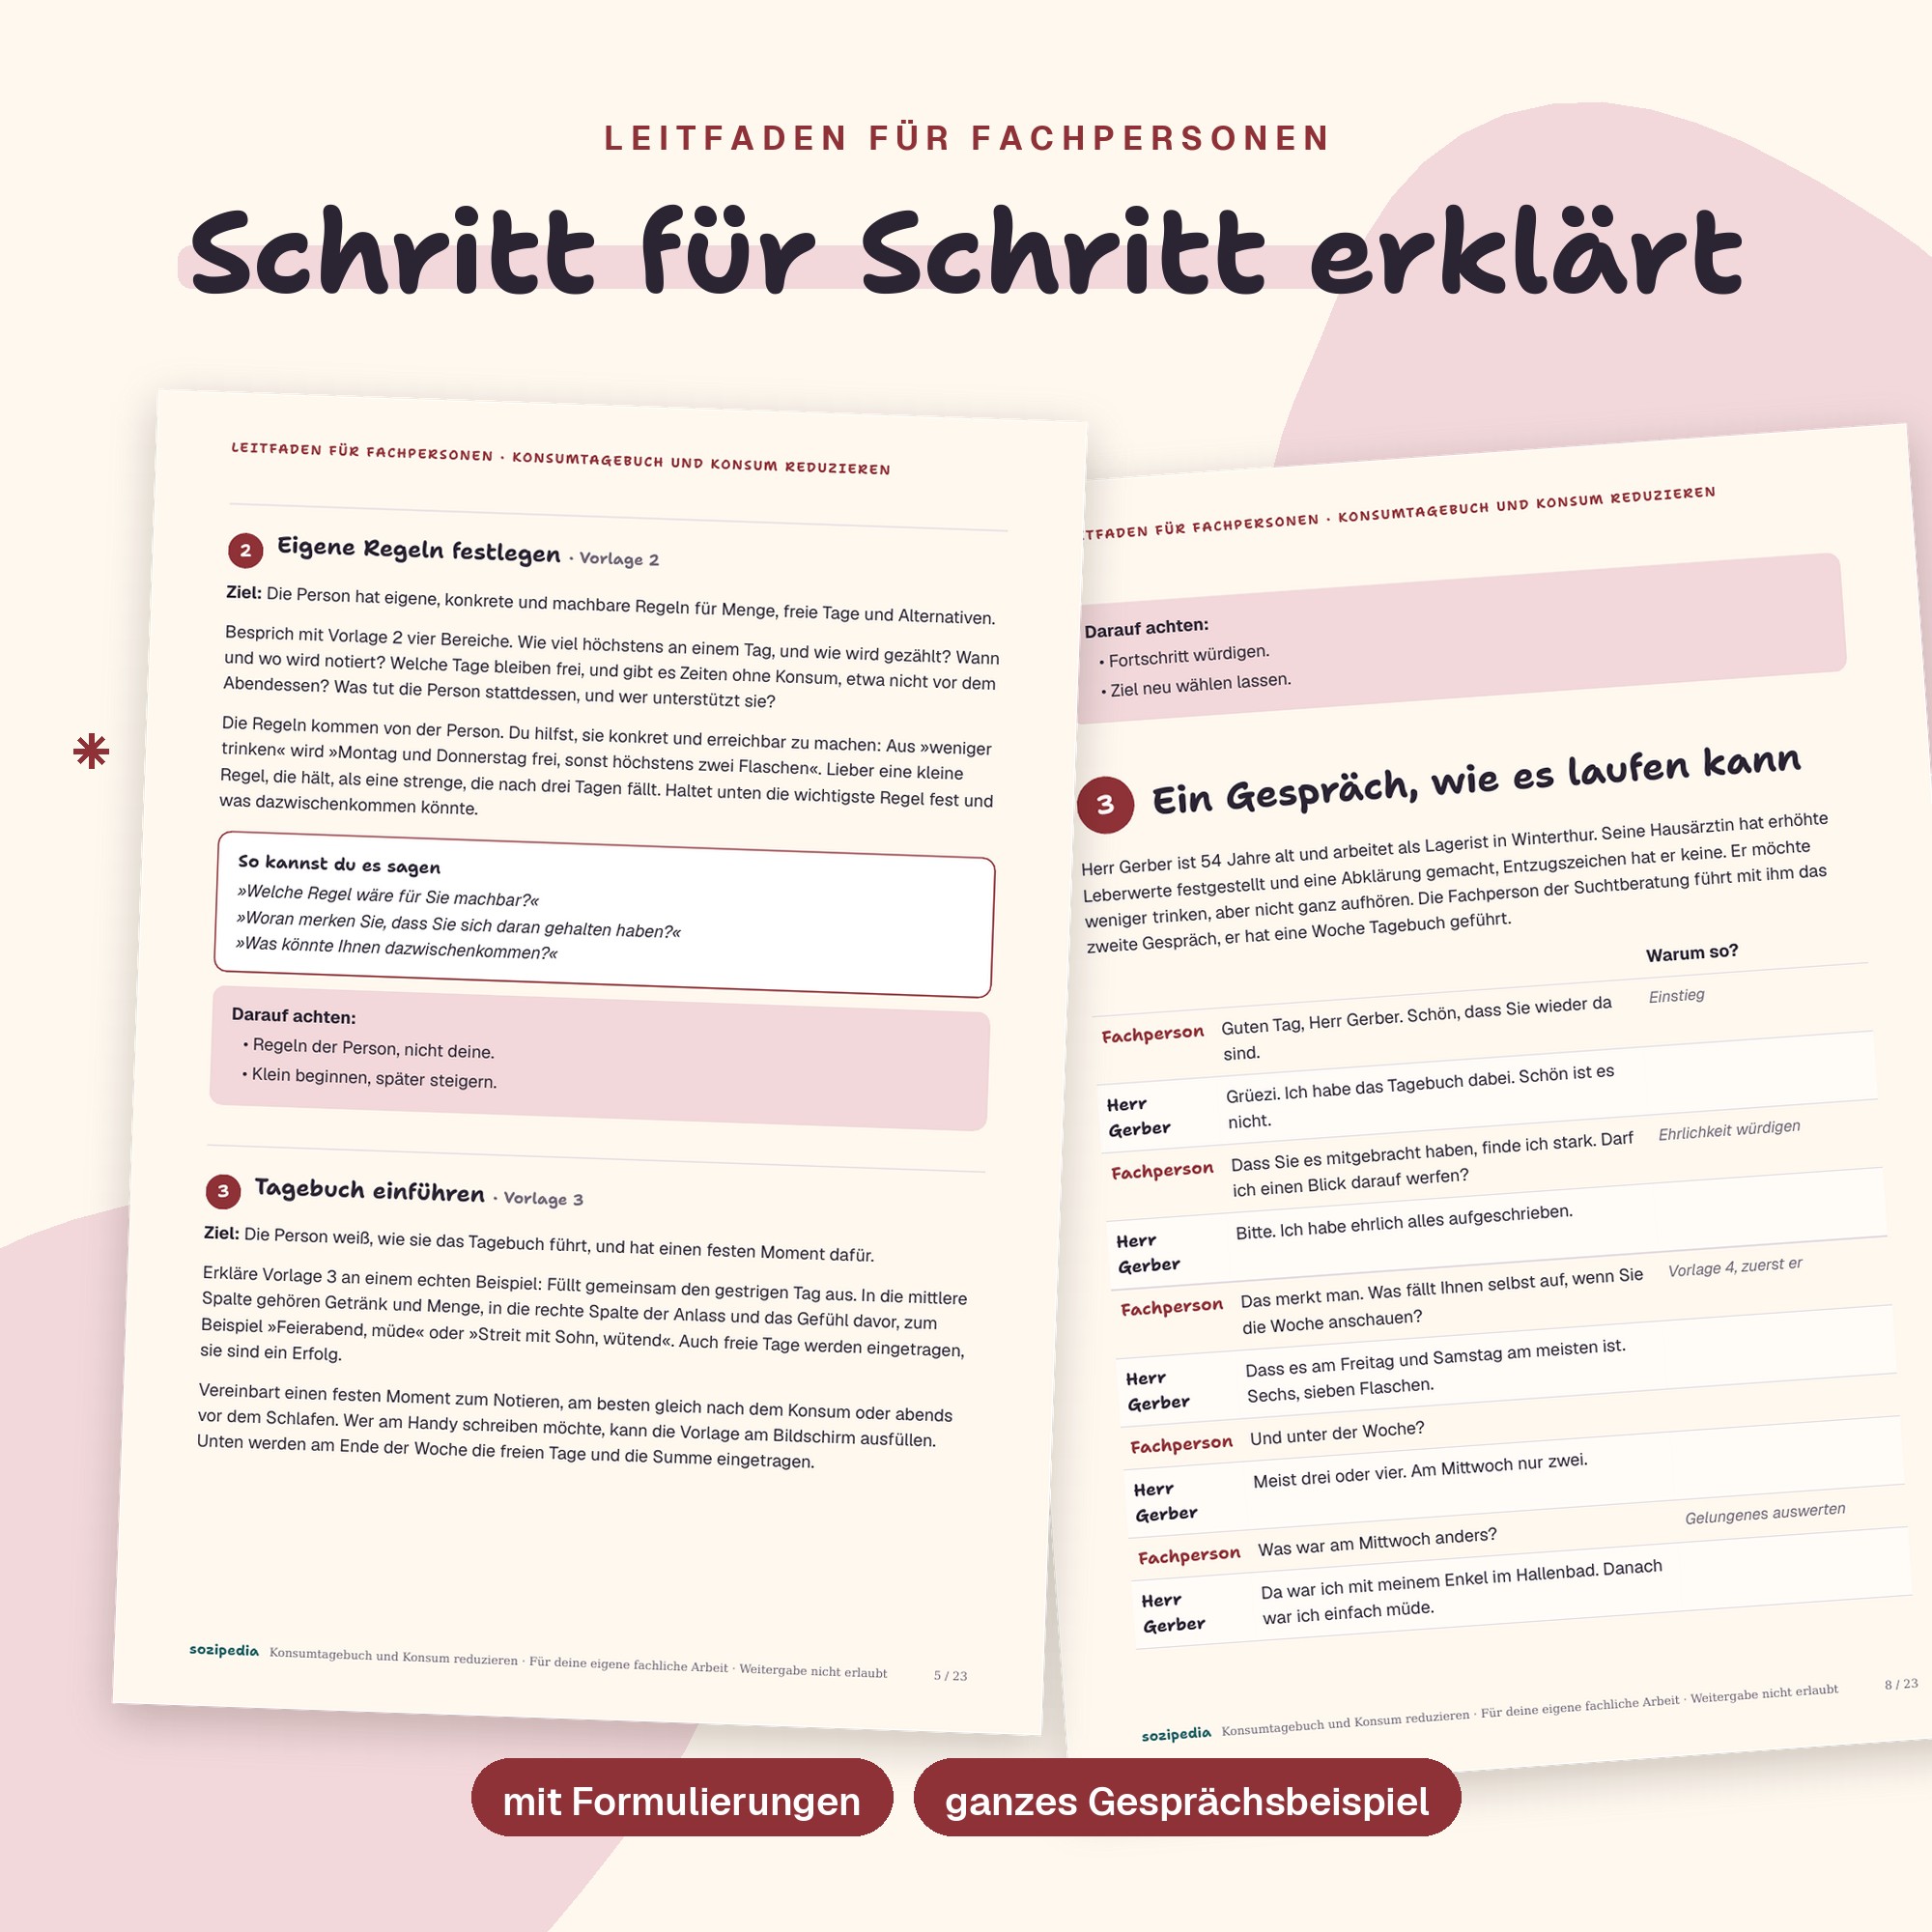 LEITFADEN FÜR FACHPERSONEN
Schritt für Schritt erklärt
LEITFADEN FÜR FACHPERSONEN · KONSUMTAGEBUCH UND KONSUM REDUZIEREN
2 Eigene Regeln festlegen · Vorlage 2
Ziel: Die Person hat eigene, konkrete und machbare Regeln für Menge, freie Tage und Alternativen.
Besprich mit Vorlage 2 vier Bereiche. Wie viel höchstens an einem Tag, und wie wird gezählt? Wann
und wo wird notiert? Welche Tage bleiben frei, und gibt es Zeiten ohne Konsum, etwa nicht vor dem
Abendessen? Was tut die Person stattdessen, und wer unterstützt sie?
Die Regeln kommen von der Person. Du hilfst, sie konkret und erreichbar zu machen: Aus »weniger
trinken« wird »Montag und Donnerstag frei, sonst höchstens zwei Flaschen«. Lieber eine kleine
Regel, die hält, als eine strenge, die nach drei Tagen fällt. Haltet unten die wichtigste Regel fest und
was dazwischenkommen könnte.
So kannst du es sagen
»Welche Regel wäre für Sie machbar?«
»Woran merken Sie, dass Sie sich daran gehalten haben?«
»Was könnte Ihnen dazwischenkommen?«
Darauf achten:
• Regeln der Person, nicht deine.
• Klein beginnen, später steigern.
3 Tagebuch einführen · Vorlage 3
Ziel: Die Person weiß, wie sie das Tagebuch führt, und hat einen festen Moment dafür.
Erkläre Vorlage 3 an einem echten Beispiel: Füllt gemeinsam den gestrigen Tag aus. In die mittlere
Spalte gehören Getränk und Menge, in die rechte Spalte der Anlass und das Gefühl davor, zum
Beispiel »Feierabend, müde« oder »Streit mit Sohn, wütend«. Auch freie Tage werden eingetragen,
sie sind ein Erfolg.
Vereinbart einen festen Moment zum Notieren, am besten gleich nach dem Konsum oder abends
vor dem Schlafen. Wer am Handy schreiben möchte, kann die Vorlage am Bildschirm ausfüllen.
Unten werden am Ende der Woche die freien Tage und die Summe eingetragen.
sozipedia Konsumtagebuch und Konsum reduzieren · Für deine eigene fachliche Arbeit · Weitergabe nicht erlaubt 5 / 23
TFADEN FÜR FACHPERSONEN · KONSUMTAGEBUCH UND KONSUM REDUZIEREN
Darauf achten:
• Fortschritt würdigen.
• Ziel neu wählen lassen.
3 Ein Gespräch, wie es laufen kann
Herr Gerber ist 54 Jahre alt und arbeitet als Lagerist in Winterthur. Seine Hausärztin hat erhöhte
Leberwerte festgestellt und eine Abklärung gemacht, Entzugszeichen hat er keine. Er möchte
weniger trinken, aber nicht ganz aufhören. Die Fachperson der Suchtberatung führt mit ihm das
zweite Gespräch, er hat eine Woche Tagebuch geführt.
Warum so?
Fachperson Guten Tag, Herr Gerber. Schön, dass Sie wieder da Einstieg
sind.
Herr Grüezi. Ich habe das Tagebuch dabei. Schön ist es
Gerber nicht.
Fachperson Dass Sie es mitgebracht haben, finde ich stark. Darf Ehrlichkeit würdigen
ich einen Blick darauf werfen?
Herr Bitte. Ich habe ehrlich alles aufgeschrieben.
Gerber
Fachperson Das merkt man. Was fällt Ihnen selbst auf, wenn Sie Vorlage 4, zuerst er
die Woche anschauen?
Herr Dass es am Freitag und Samstag am meisten ist.
Gerber Sechs, sieben Flaschen.
Fachperson Und unter der Woche?
Herr Meist drei oder vier. Am Mittwoch nur zwei.
Gerber
Fachperson Was war am Mittwoch anders? Gelungenes auswerten
Herr Da war ich mit meinem Enkel im Hallenbad. Danach
Gerber war ich einfach müde.
sozipedia Konsumtagebuch und Konsum reduzieren · Für deine eigene fachliche Arbeit · Weitergabe nicht erlaubt 8 / 23
mit Formulierungen
ganzes Gesprächsbeispiel